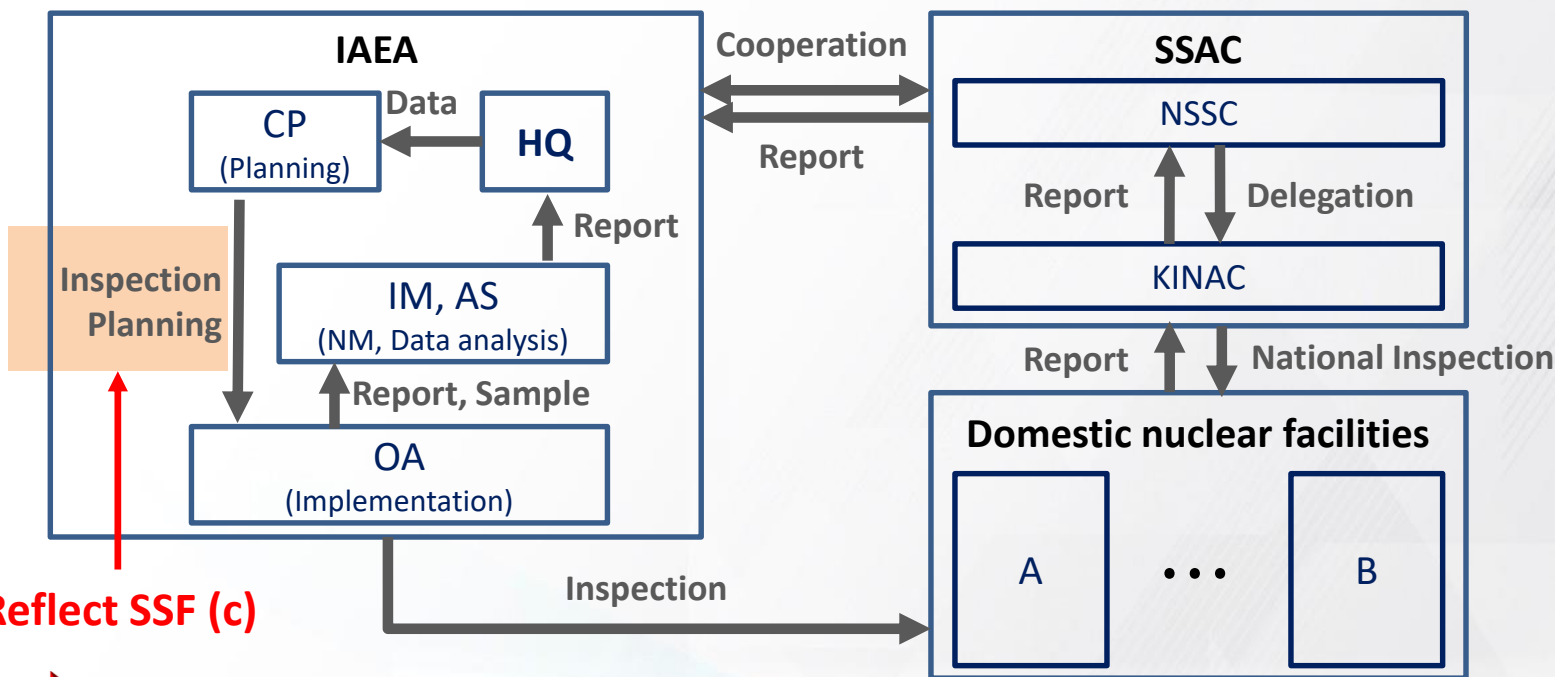 IAEA
CP
(Planning)
Data
HQ
Report
Inspection
Planning
IM, AS
(NM, Data analysis)
Report, Sample
OA
(Implementation)
Reflect SSF (c)
Cooperation
Report
SSAC
NSSC
Report
Delegation
KINAC
Report
National Inspection
Domestic nuclear facilities
A
• • •
B
Inspection